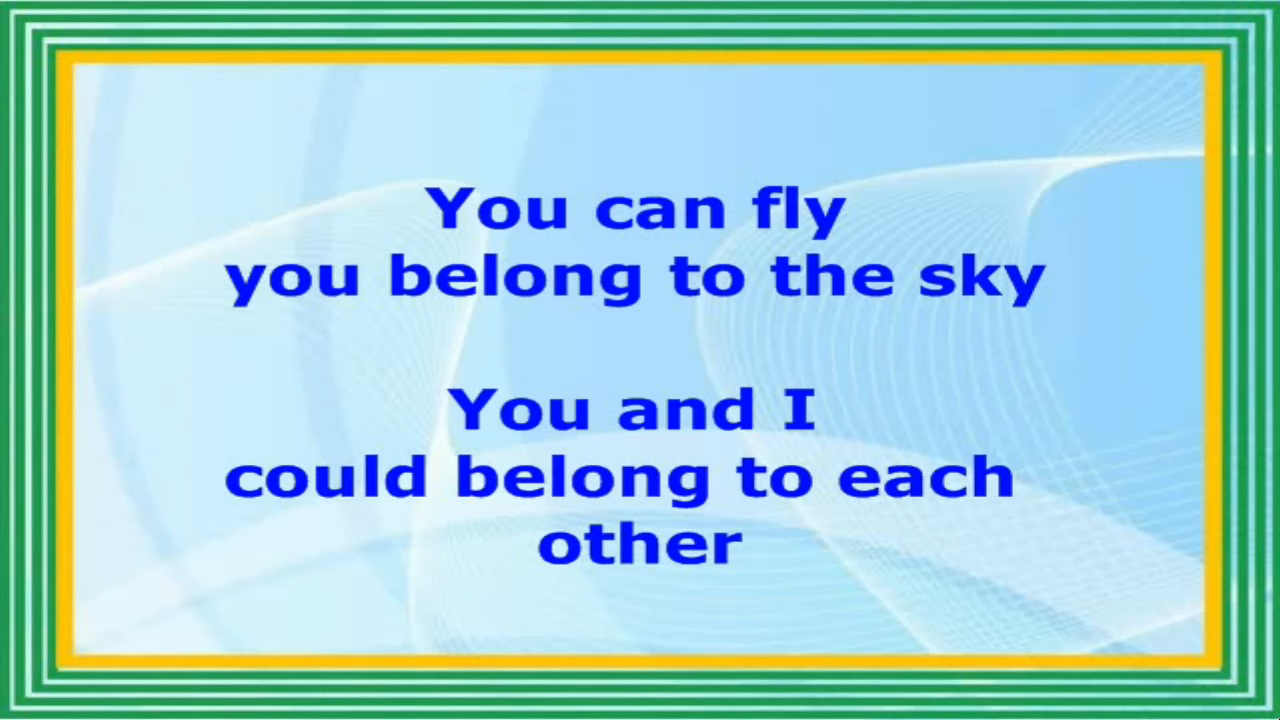 You can fly
you belong to the sky
You and I
could belong to each
other